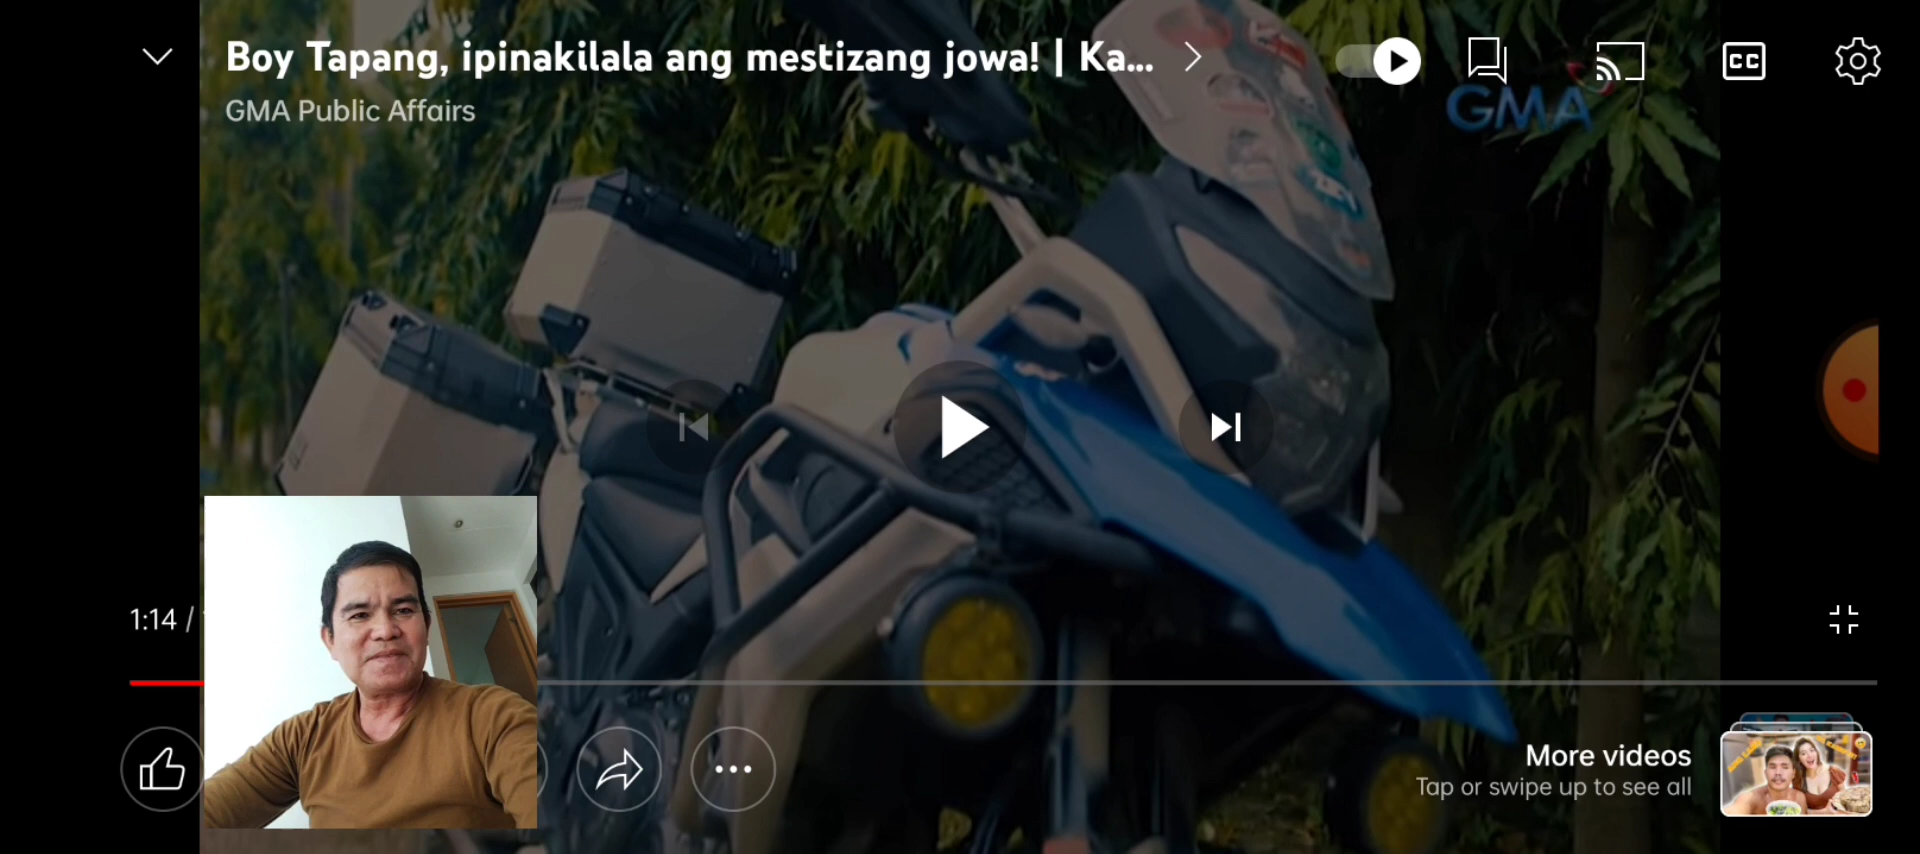 Boy Tapang, ipinakilala ang mestizang jowa! | Ka...
GMA Public Affairs
CC
GMA
1:14 /
More videos
Tap or swipe up to see all